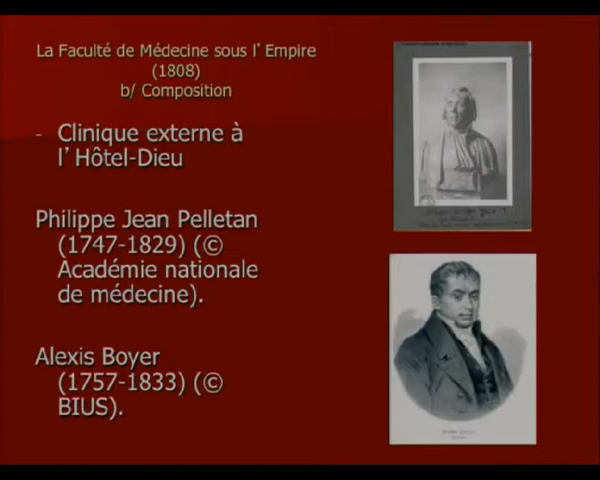 La Faculté de Médecine sous l'Empire
(1808)
b/ Composition
- Clinique externe à
l'Hôtel-Dieu
Philippe Jean Pelletan
(1747-1829) (©
Académie nationale
de médecine).
Alexis Boyer
(1757-1833) (©
BIUS).